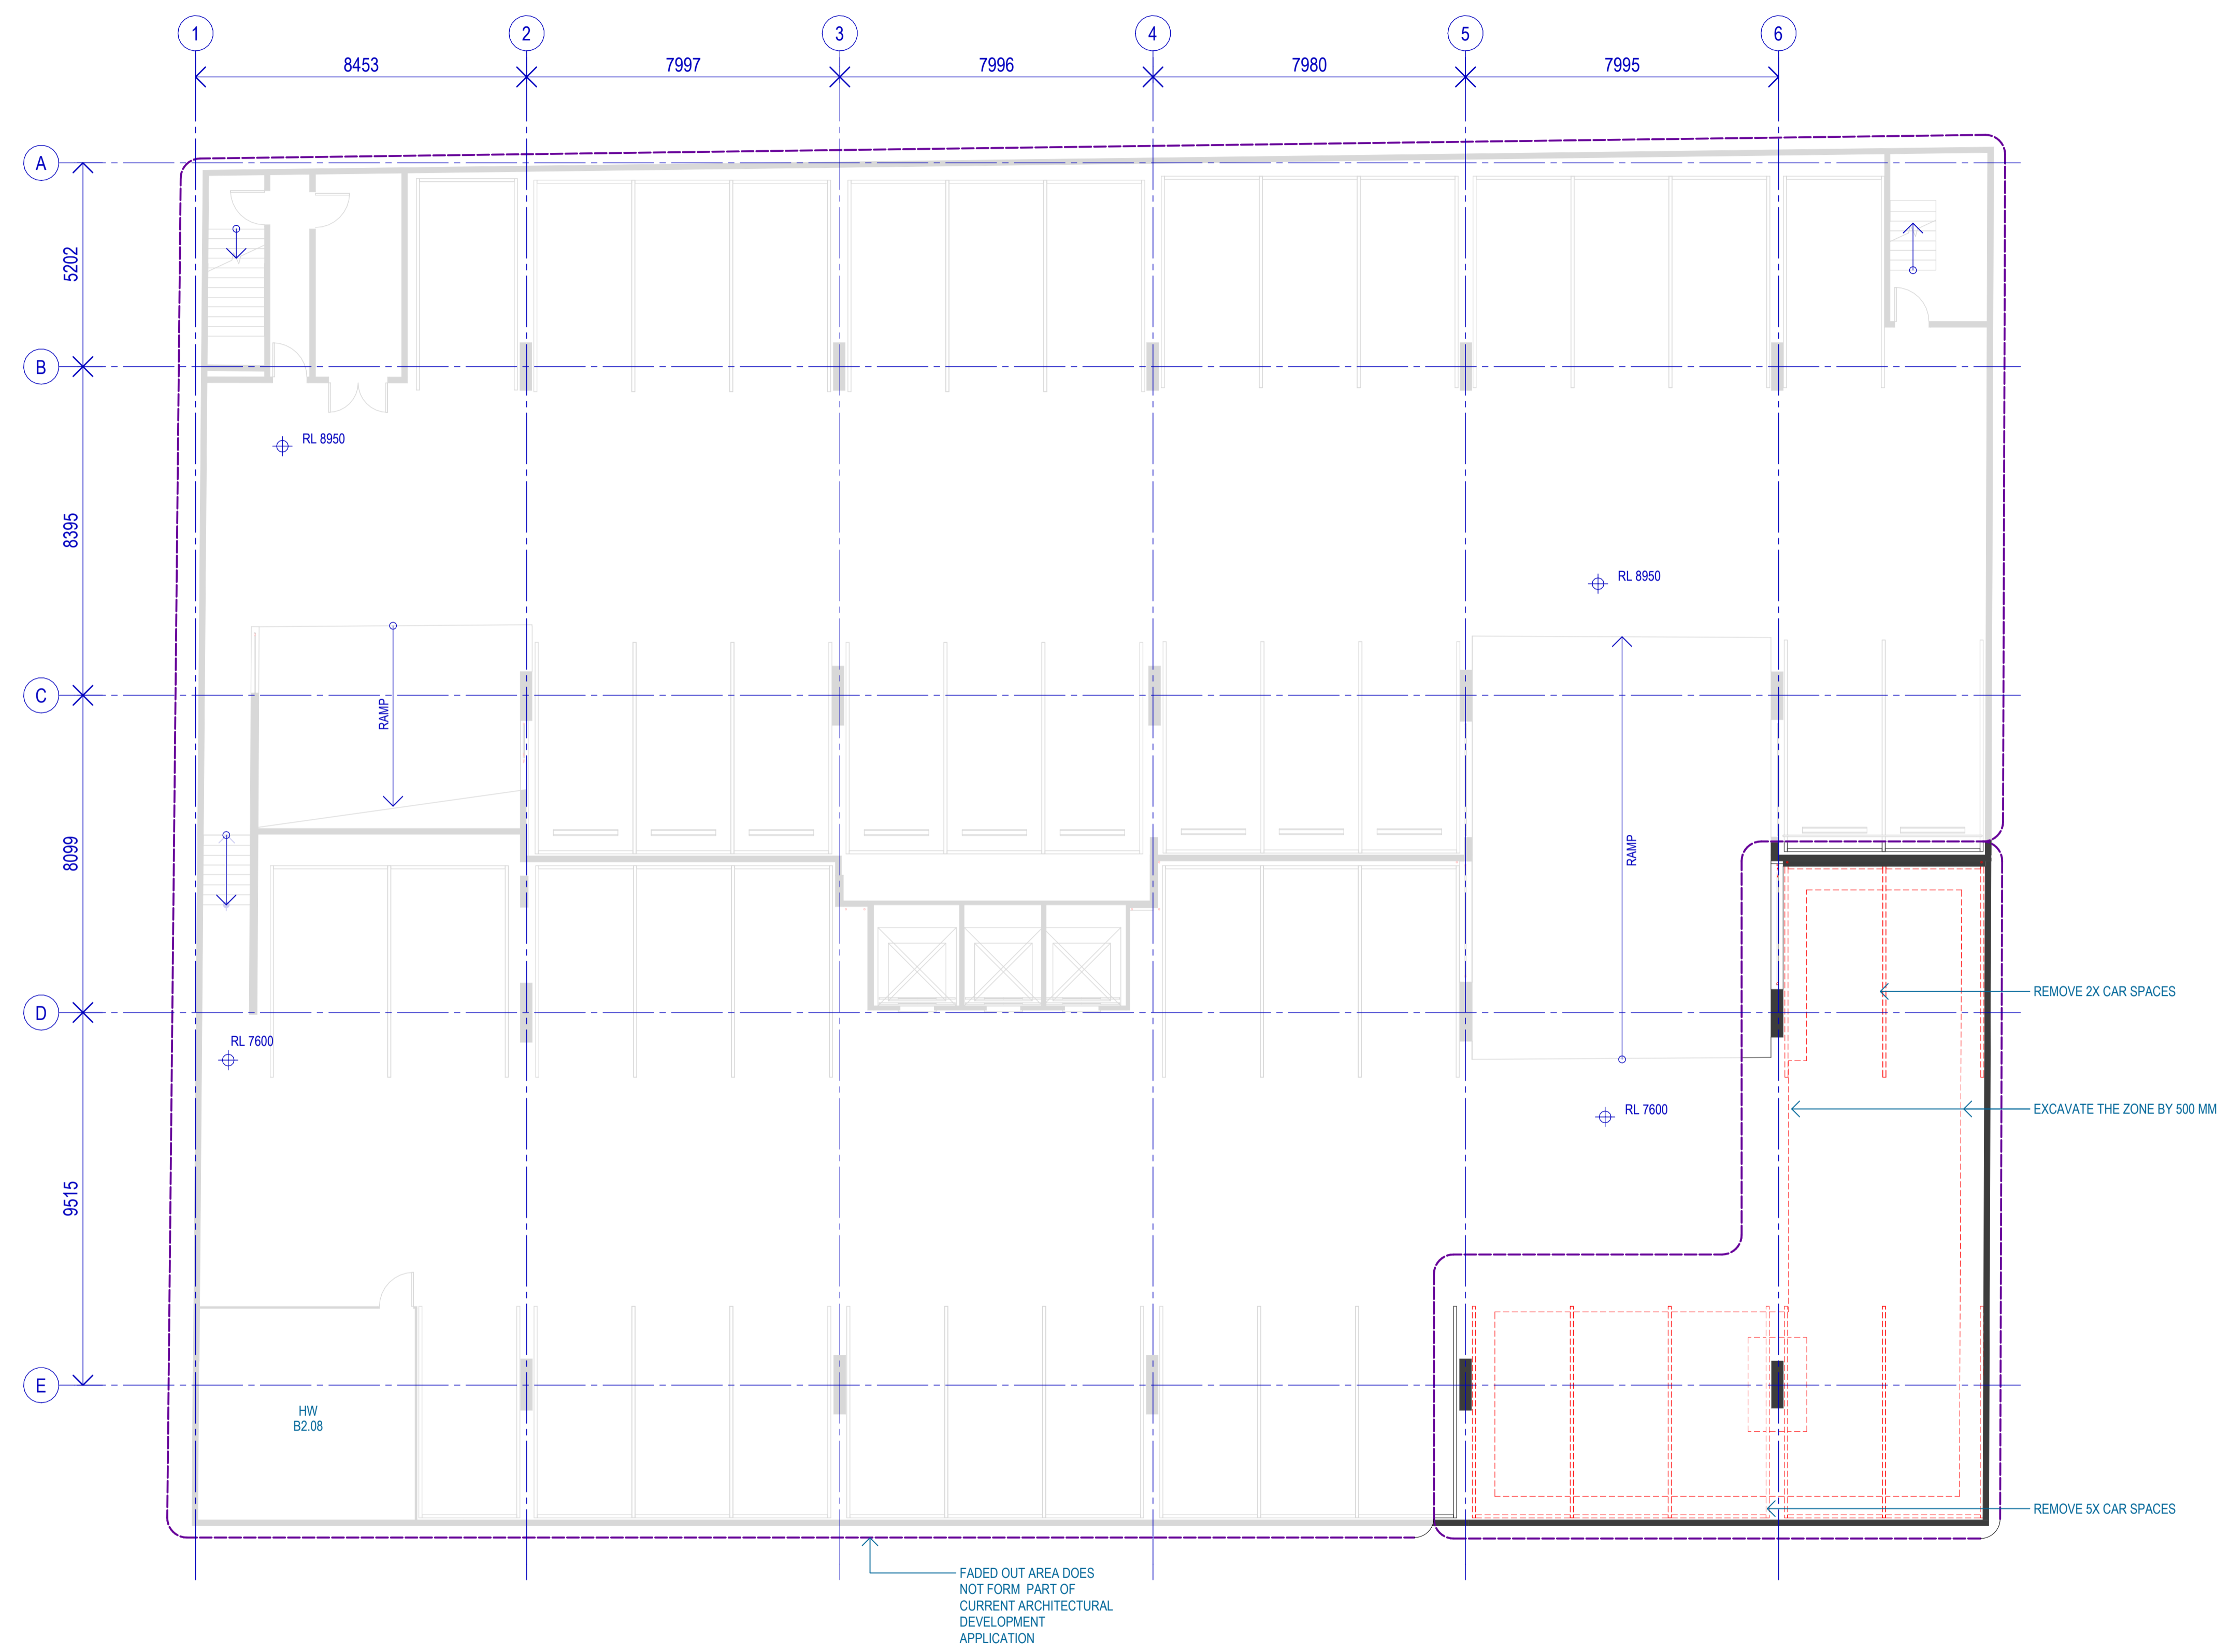 1
2
3
4
5
6
8453
7997
7996
7980
7995
A
5202
B
RL 8950
8395
RL 8950
C
RAMP
8099
RAMP
REMOVE 2X CAR SPACES
D
RL 7600
EXCAVATE THE ZONE BY 500 MM
RL 7600
9515
E
HW
B2.08
REMOVE 5X CAR SPACES
FADED OUT AREA DOES
NOT FORM PART OF
CURRENT ARCHITECTURAL
DEVELOPMENT
APPLICATION